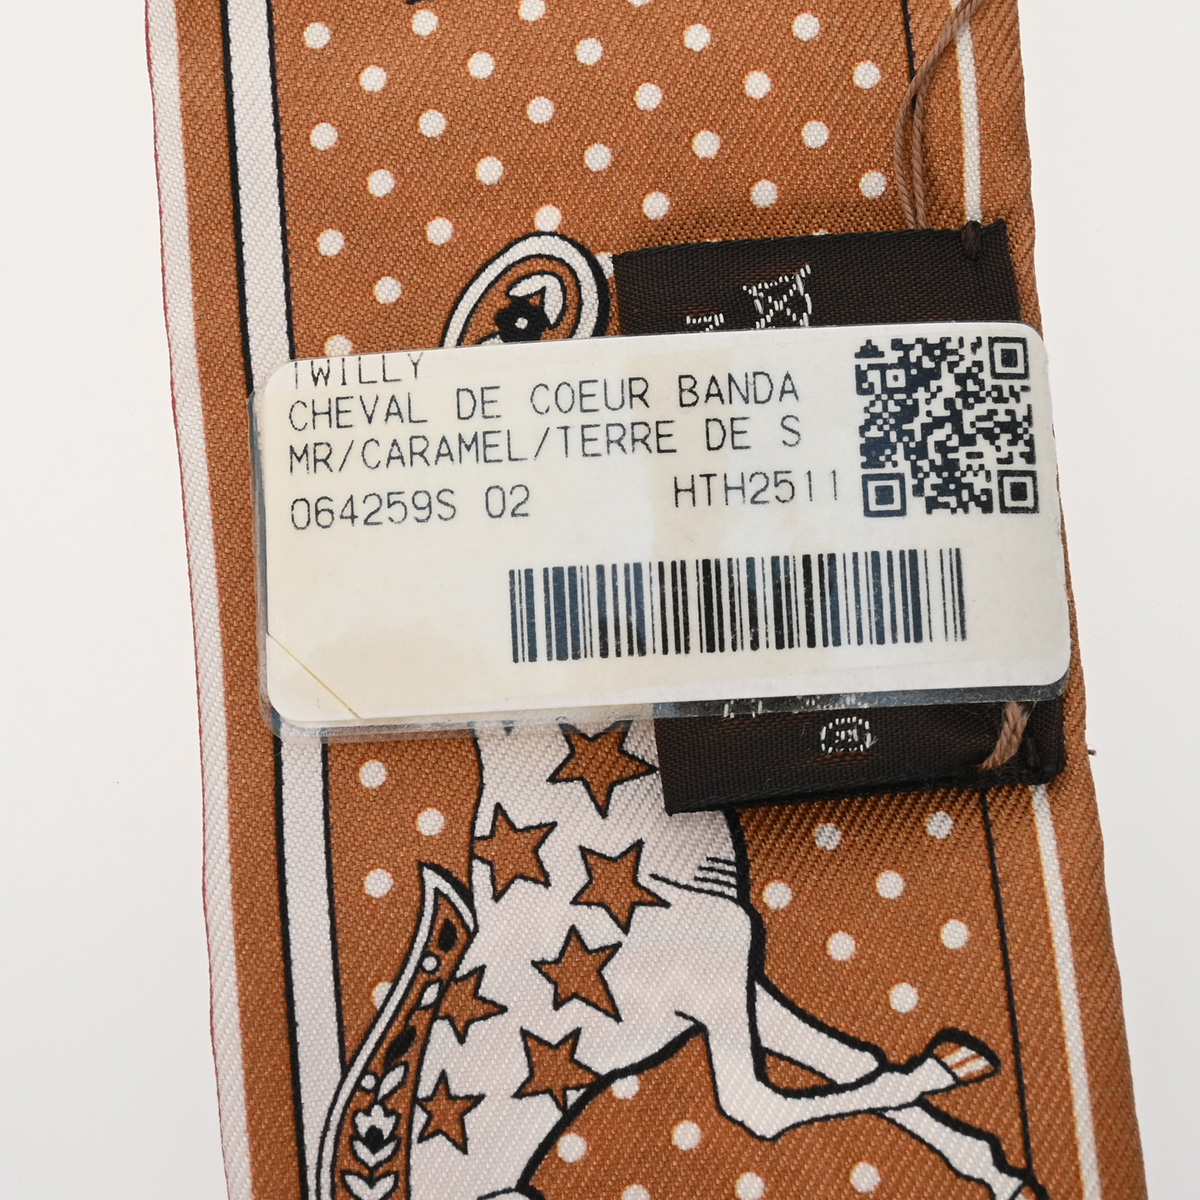 TWILLY
CHEVAL DE COEUR BANDA
MR/CARAMEL/TERRE DE S
064259S 02 HTH2511